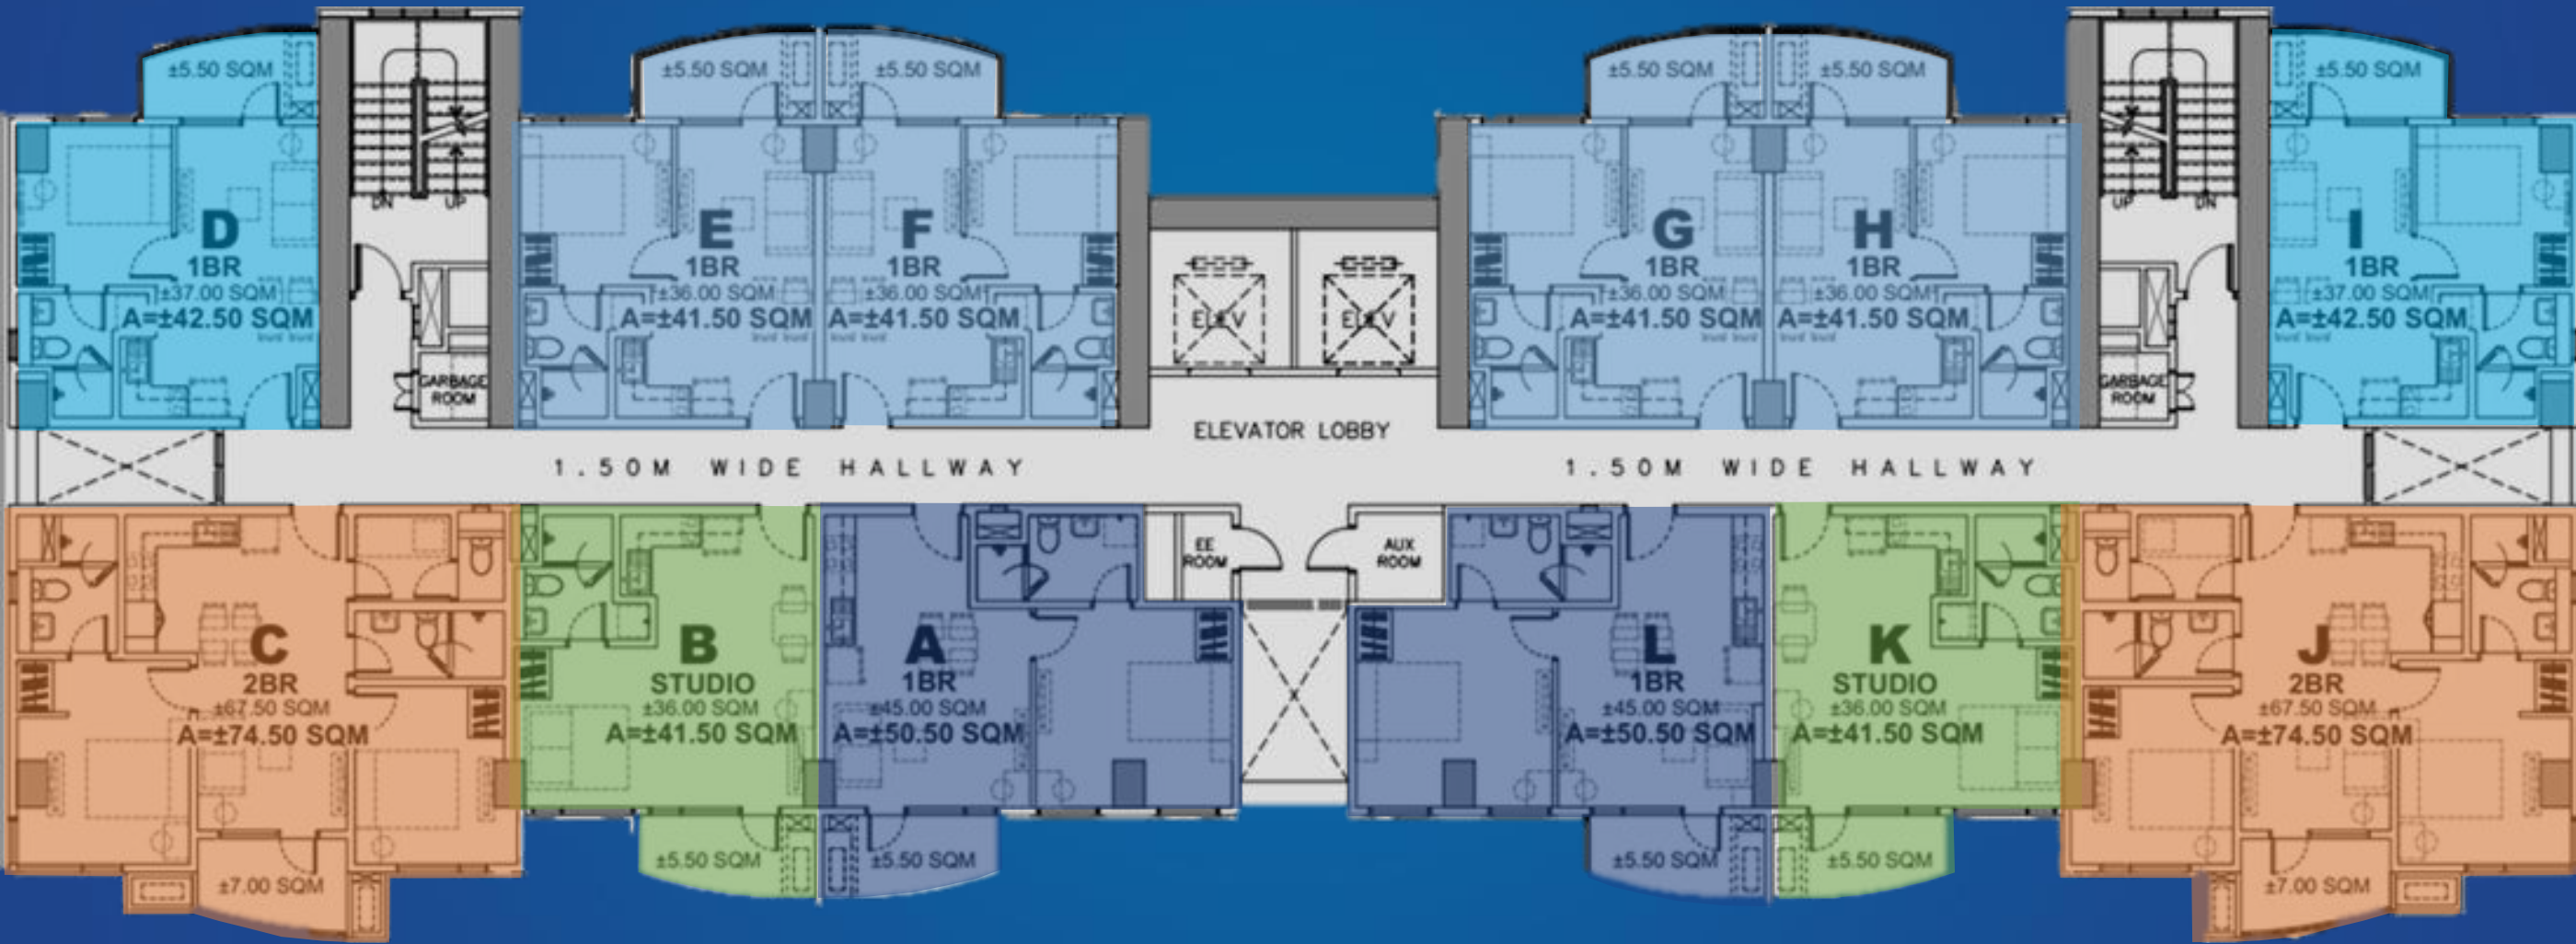 ±5.50 SQM
±5.50 SQM
±5.50 SQM
±5.50 SQM
±5.50 SQM
±5.50 SQM
DN UP
UP DN
D
1BR
±37.00 SQM
A=±42.50 SQM
E
1BR
±36.00 SQM
A=±41.50 SQM
F
1BR
±36.00 SQM
A=±41.50 SQM
G
1BR
±36.00 SQM
A=±41.50 SQM
H
1BR
±36.00 SQM
A=±41.50 SQM
I
1BR
±37.00 SQM
A=±42.50 SQM
ELEV
ELEV
GARBAGE
ROOM
GARBAGE
ROOM
ELEVATOR LOBBY
1.50M WIDE HALLWAY
1.50M WIDE HALLWAY
EE
ROOM
AUX
ROOM
C
2BR
±67.50 SQM
A=±74.50 SQM
B
STUDIO
±36.00 SQM
A=±41.50 SQM
A
1BR
±45.00 SQM
A=±50.50 SQM
L
1BR
±45.00 SQM
A=±50.50 SQM
K
STUDIO
±36.00 SQM
A=±41.50 SQM
J
2BR
±67.50 SQM
A=±74.50 SQM
±7.00 SQM
±5.50 SQM
±5.50 SQM
±5.50 SQM
±5.50 SQM
±7.00 SQM